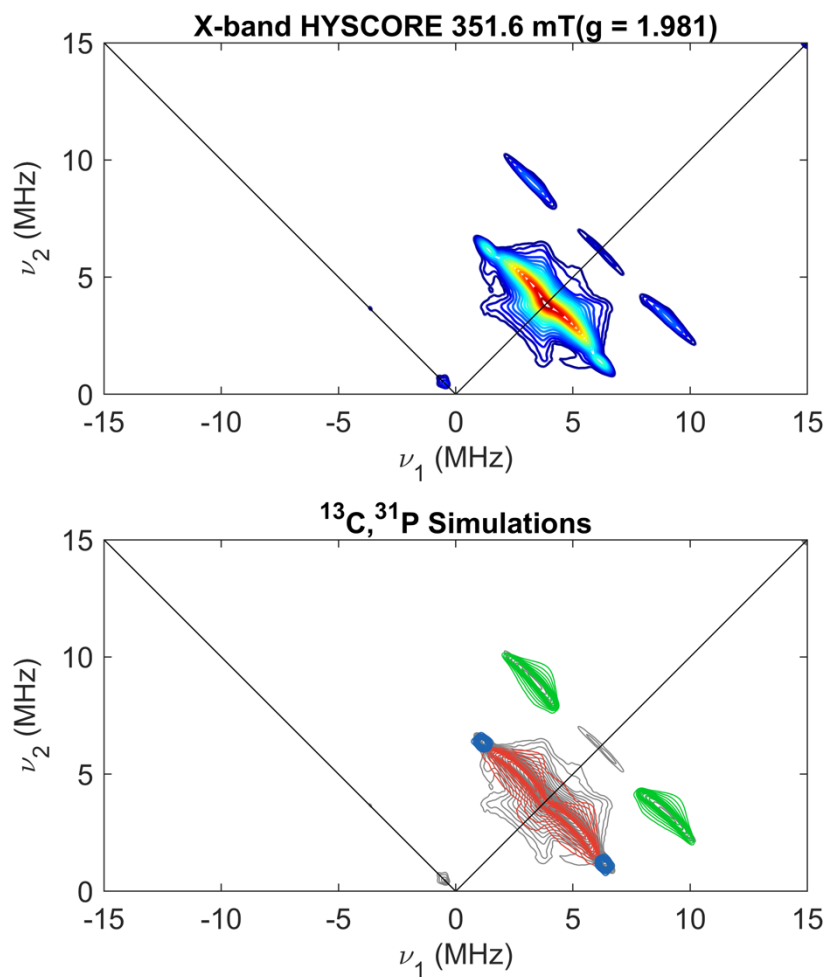 X-band HYSCORE 351.6 mT(g = 1.981)
15
10
5
0
ν₂ (MHz)
-15 -10 -5 0 5 10 15
ν₁ (MHz)
¹³C,³¹P Simulations
15
10
5
0
ν₂ (MHz)
-15 -10 -5 0 5 10 15
ν₁ (MHz)